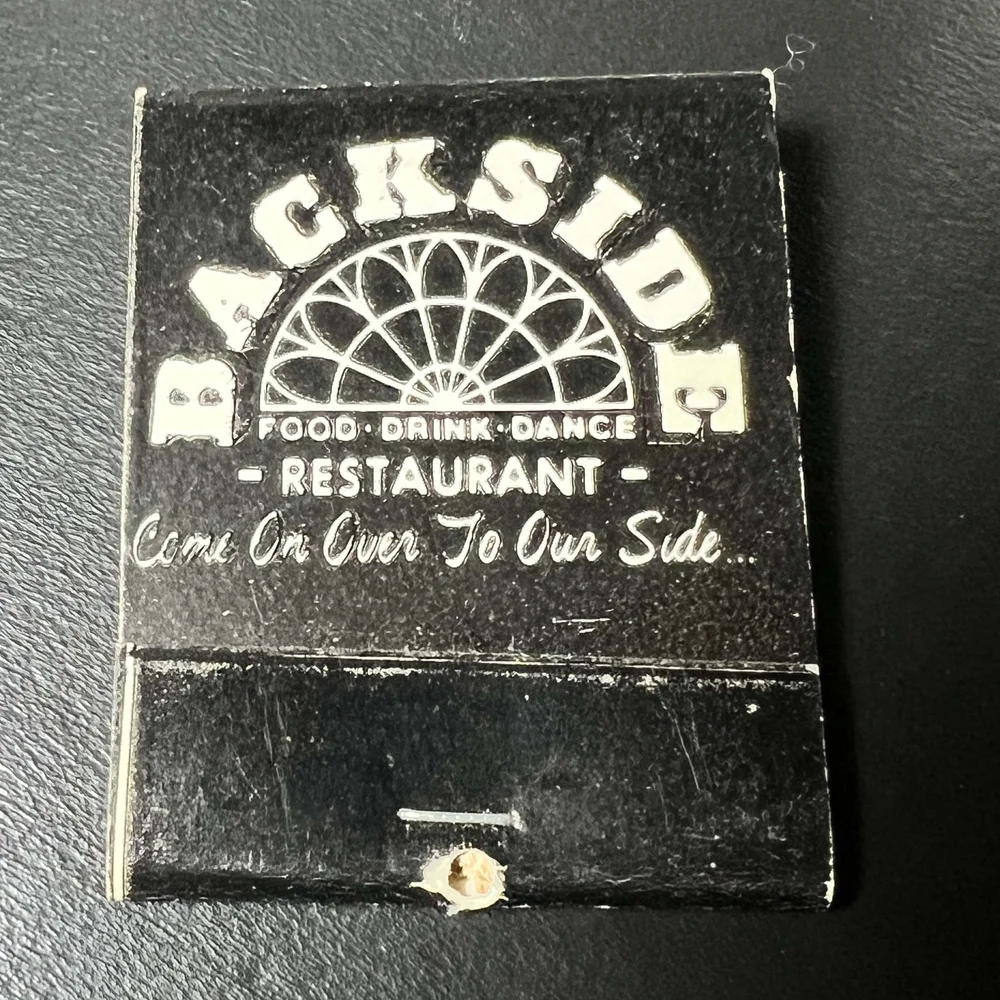 BACKSIDE
FOOD · DRINK · DANCE
- RESTAURANT -
Come On Over To Our Side...